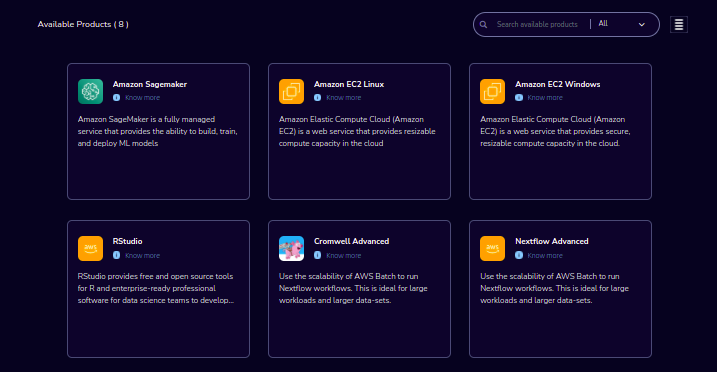 Available Products ( 8 )
Search available products
All
Amazon Sagemaker
Know more
Amazon SageMaker is a fully managed
service that provides the ability to build, train,
and deploy ML models
Amazon EC2 Linux
Know more
Amazon Elastic Compute Cloud (Amazon
EC2) is a web service that provides resizable
compute capacity in the cloud
Amazon EC2 Windows
Know more
Amazon Elastic Compute Cloud (Amazon
EC2) is a web service that provides secure,
resizable compute capacity in the cloud.
aws
RStudio
Know more
RStudio provides free and open source tools
for R and enterprise-ready professional
software for data science teams to develop...
Cromwell Advanced
Know more
Use the scalability of AWS Batch to run
Nextflow workflows. This is ideal for large
workloads and larger data-sets.
aws
Nextflow Advanced
Know more
Use the scalability of AWS Batch to run
Nextflow workflows. This is ideal for large
workloads and larger data-sets.